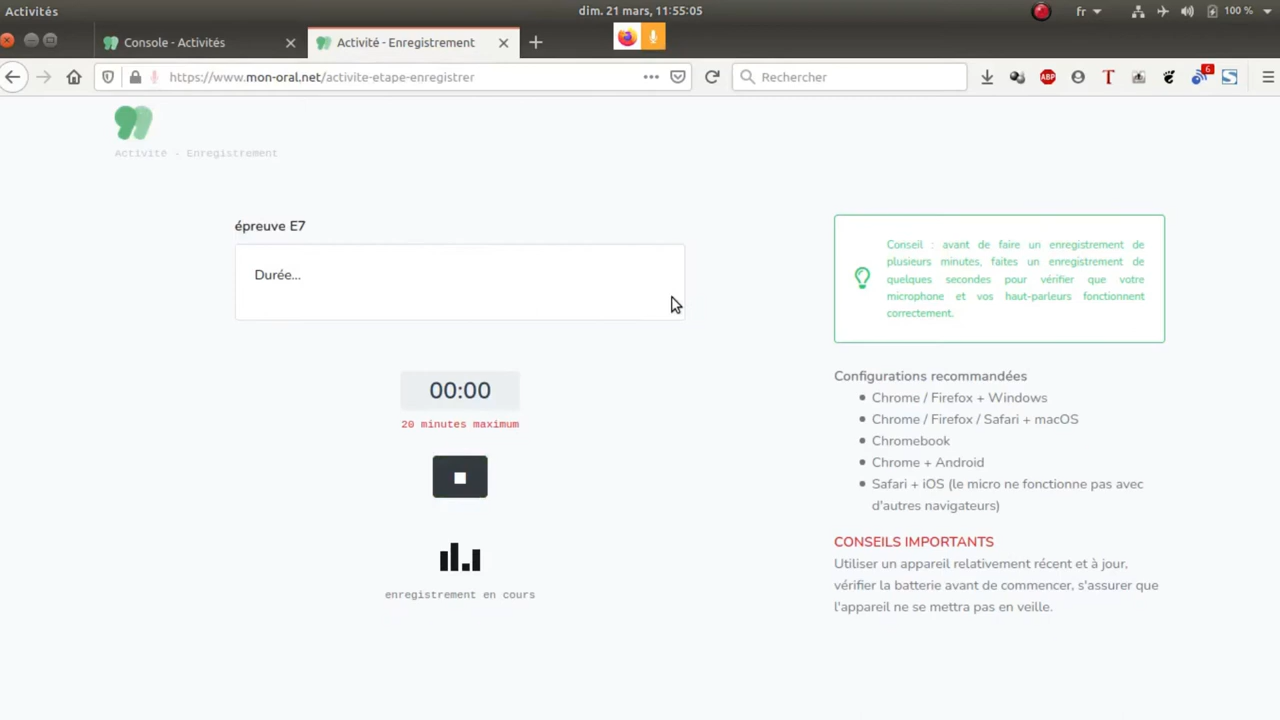 Activités
dim. 21 mars, 11:55:05
fr
100 %
Console - Activités
Activité - Enregistrement
https://www.mon-oral.net/activite-etape-enregistrer
Rechercher
ABP
T
6
S
Activité - Enregistrement
épreuve E7
Durée...
00:00
20 minutes maximum
enregistrement en cours
Conseil : avant de faire un enregistrement de
plusieurs minutes, faites un enregistrement de
quelques secondes pour vérifier que votre
microphone et vos haut-parleurs fonctionnent
correctement.
Configurations recommandées
Chrome / Firefox + Windows
Chrome / Firefox / Safari + macOS
Chromebook
Chrome + Android
Safari + iOS (le micro ne fonctionne pas avec
d'autres navigateurs)
CONSEILS IMPORTANTS
Utiliser un appareil relativement récent et à jour,
vérifier la batterie avant de commencer, s'assurer que
l'appareil ne se mettra pas en veille.